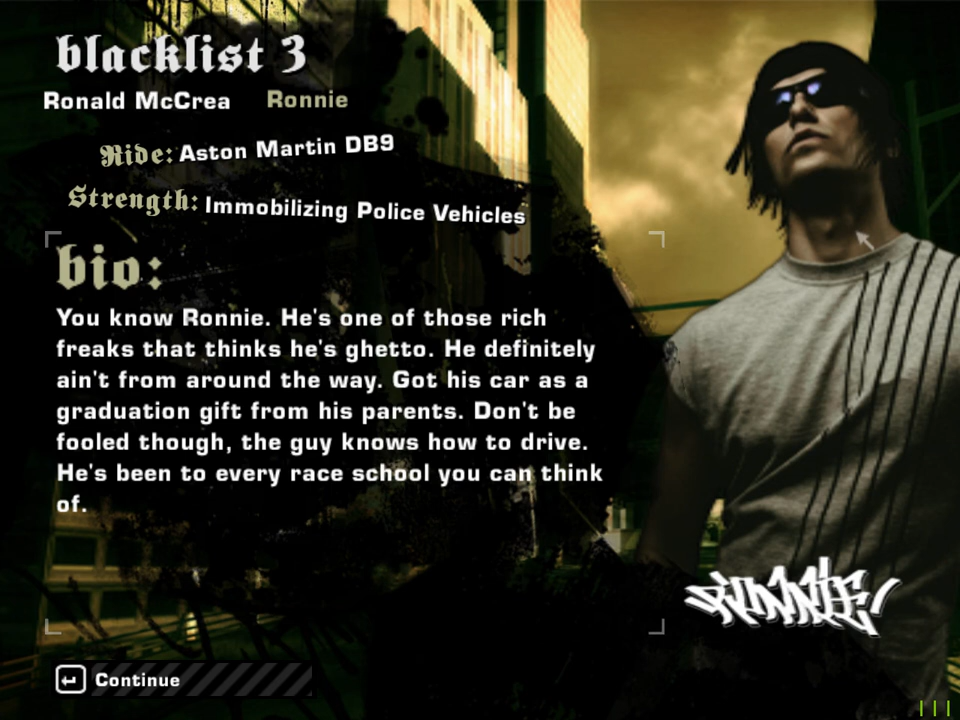 blacklist 3
Ronald McCrea Ronnie
Ride: Aston Martin DB9
Strength: Immobilizing Police Vehicles
bio:
You know Ronnie. He's one of those rich
freaks that thinks he's ghetto. He definitely
ain't from around the way. Got his car as a
graduation gift from his parents. Don't be
fooled though, the guy knows how to drive.
He's been to every race school you can think
of.
RONNIE
Continue